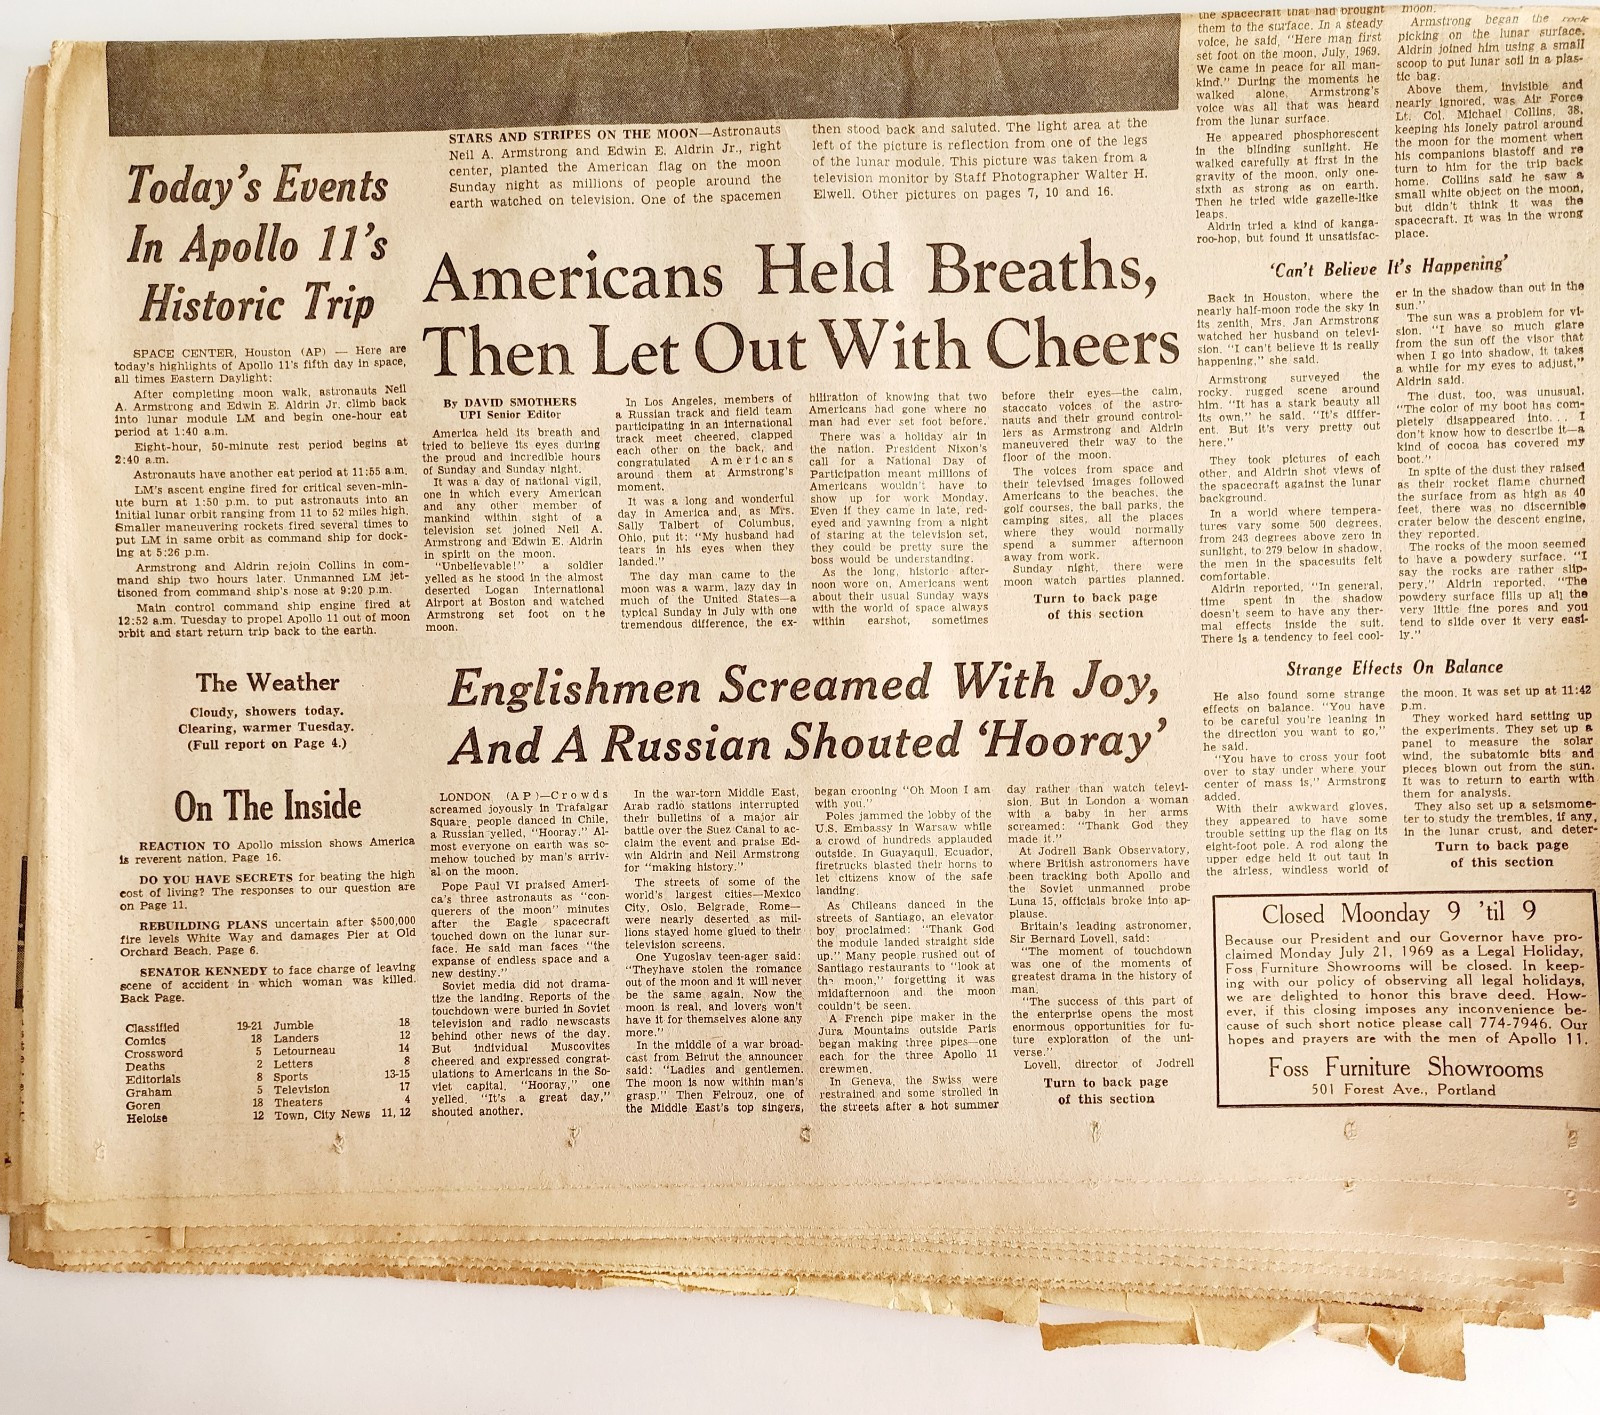 STARS AND STRIPES ON THE MOON—Astronauts
Neil A. Armstrong and Edwin E. Aldrin Jr., right
center, planted the American flag on the moon
Sunday night as millions of people around the
earth watched on television. One of the spacemen
then stood back and saluted. The light area at the
left of the picture is reflection from one of the legs
of the lunar module. This picture was taken from a
television monitor by Staff Photographer Walter H.
Elwell. Other pictures on pages 7, 10 and 16.
Today's Events
In Apollo 11's
Historic Trip
SPACE CENTER, Houston (AP) — Here are
today's highlights of Apollo 11's fifth day in space,
all times Eastern Daylight:
After completing moon walk, astronauts Neil
A. Armstrong and Edwin E. Aldrin Jr. climb back
into lunar module LM and begin one-hour eat
period at 1:40 a.m.
Eight-hour, 50-minute rest period begins at
2:40 a.m.
Astronauts have another eat period at 11:55 a.m.
LM's ascent engine fired for critical seven-min-
ute burn at 1:50 p.m. to put astronauts into an
initial lunar orbit ranging from 11 to 52 miles high.
Smaller maneuvering rockets fired several times to
put LM in same orbit as command ship for dock-
ing at 5:26 p.m.
Armstrong and Aldrin rejoin Collins in com-
mand ship two hours later. Unmanned LM jet-
tisoned from command ship's nose at 9:20 p.m.
Main control command ship engine fired at
12:52 a.m. Tuesday to propel Apollo 11 out of moon
orbit and start return trip back to the earth.
The Weather
Cloudy, showers today.
Clearing, warmer Tuesday.
(Full report on Page 4.)
On The Inside
REACTION TO Apollo mission shows America
is reverent nation. Page 16.
DO YOU HAVE SECRETS for beating the high
cost of living? The responses to our question are
on Page 11.
REBUILDING PLANS uncertain after $500,000
fire levels White Way and damages Pier at Old
Orchard Beach. Page 6.
SENATOR KENNEDY to face charge of leaving
scene of accident in which woman was killed.
Back Page.
Classified 19-21 Jumble 18
Comics 18 Landers 12
Crossword 5 Letourneau 14
Deaths 2 Letters 8
Editorials 8 Sports 13-15
Graham 5 Television 17
Goren 18 Theaters 4
Heloise 12 Town, City News 11, 12
Americans Held Breaths,
Then Let Out With Cheers
By DAVID SMOTHERS
UPI Senior Editor
America held its breath and
tried to believe its eyes during
the proud and incredible hours
of Sunday and Sunday night.
It was a day of national vigil,
one in which every American
and any other member of
mankind within sight of a
television set joined Neil A.
Armstrong and Edwin E. Aldrin
in spirit on the moon.
"Unbelievable!" a soldier
yelled as he stood in the almost
deserted Logan International
Airport at Boston and watched
Armstrong set foot on the
moon.
In Los Angeles, members of
a Russian track and field team
participating in an international
track meet cheered, clapped
each other on the back, and
congratulated Americans
around them at Armstrong's
moment.
It was a long and wonderful
day in America and, as Mrs.
Sally Talbert of Columbus,
Ohio, put it: "My husband had
tears in his eyes when they
landed."
The day man came to the
moon was a warm, lazy day in
much of the United States—a
typical Sunday in July with one
tremendous difference, the ex-
hiliration of knowing that two
Americans had gone where no
man had ever set foot before.
There was a holiday air in
the nation. President Nixon's
call for a National Day of
Participation meant millions of
Americans wouldn't have to
show up for work Monday.
Even if they came in late, red-
eyed and yawning from a night
of staring at the television set,
they could be pretty sure the
boss would be understanding.
As the long, historic after-
noon wore on, Americans went
about their usual Sunday ways
with the world of space always
within earshot, sometimes
before their eyes—the calm,
staccato voices of the astro-
nauts and their ground control-
lers as Armstrong and Aldrin
maneuvered their way to the
floor of the moon.
The voices from space and
their televised images followed
Americans to the beaches, the
golf courses, the ball parks, the
camping sites, all the places
where they would normally
spend a summer afternoon
away from work.
Sunday night, there were
moon watch parties planned.
Turn to back page
of this section
Englishmen Screamed With Joy,
And A Russian Shouted 'Hooray'
LONDON (AP)—Crowds
screamed joyously in Trafalgar
Square, people danced in Chile,
a Russian yelled, "Hooray." Al-
most everyone on earth was so-
mehow touched by man's arriv-
al on the moon.
Pope Paul VI praised Ameri-
ca's three astronauts as "con-
querers of the moon" minutes
after the Eagle spacecraft
touched down on the lunar sur-
face. He said man faces "the
expanse of endless space and a
new destiny."
Soviet media did not drama-
tize the landing. Reports of the
touchdown were buried in Soviet
television and radio newscasts
behind other news of the day.
But individual Muscovites
cheered and expressed congrat-
ulations to Americans in the So-
viet capital. "Hooray," one
yelled. "It's a great day,"
shouted another.
In the war-torn Middle East,
Arab radio stations interrupted
their bulletins of a major air
battle over the Suez Canal to ac-
claim the event and praise Ed-
win Aldrin and Neil Armstrong
for "making history."
The streets of some of the
world's largest cities—Mexico
City, Oslo, Belgrade, Rome—
were nearly deserted as mil-
lions stayed home glued to their
television screens.
One Yugoslav teen-ager said:
"Theyhave stolen the romance
out of the moon and it will never
be the same again. Now the
moon is real, and lovers won't
have it for themselves alone any
more."
In the middle of a war broad-
cast from Beirut the announcer
said: "Ladies and gentlemen.
The moon is now within man's
grasp." Then Feirouz, one of
the Middle East's top singers,
began crooning "Oh Moon I am
with you."
Poles jammed the lobby of the
U.S. Embassy in Warsaw while
a crowd of hundreds applauded
outside. In Guayaquil, Ecuador,
firetrucks blasted their horns to
let citizens know of the safe
landing.
As Chileans danced in the
streets of Santiago, an elevator
boy proclaimed: "Thank God
the module landed straight side
up." Many people rushed out of
Santiago restaurants to "look at
the moon," forgetting it was
midafternoon and the moon
couldn't be seen.
A French pipe maker in the
Jura Mountains outside Paris
began making three pipes—one
each for the three Apollo 11
crewmen.
In Geneva, the Swiss were
restrained and some strolled in
the streets after a hot summer
day rather than watch televi-
sion. But in London a woman
with a baby in her arms
screamed: "Thank God they
made it."
At Jodrell Bank Observatory,
where British astronomers have
been tracking both Apollo and
the Soviet unmanned probe
Luna 15, officials broke into ap-
plause.
Britain's leading astronomer,
Sir Bernard Lovell, said:
"The moment of touchdown
was one of the moments of
greatest drama in the history of
man.
"The success of this part of
the enterprise opens the most
enormous opportunities for fu-
ture exploration of the uni-
verse."
Lovell, director of Jodrell
Turn to back page
of this section
the spacecraft that had brought
them to the surface. In a steady
voice, he said, "Here man first
set foot on the moon, July, 1969.
We came in peace for all man-
kind." During the moments he
walked alone, Armstrong's
voice was all that was heard
from the lunar surface.
He appeared phosphorescent
in the blinding sunlight. He
walked carefully at first in the
gravity of the moon, only one-
sixth as strong as on earth.
Then he tried wide gazelle-like
leaps.
Aldrin tried a kind of kanga-
roo-hop, but found it unsatisfac-
moon.
Armstrong began the rock
picking on the lunar surface.
Aldrin joined him using a small
scoop to put lunar soil in a plas-
tic bag.
Above them, invisible and
nearly ignored, was Air Force
Lt. Col. Michael Collins, 38,
keeping his lonely patrol around
the moon for the moment when
his companions blastoff and re
turn to him for the trip back
home. Collins said he saw a
small white object on the moon,
but didn't think it was the
spacecraft. It was in the wrong
place.
'Can't Believe It's Happening'
Back in Houston, where the
nearly half-moon rode the sky in
its zenith, Mrs. Jan Armstrong
watched her husband on televi-
sion. "I can't believe it is really
happening," she said.
Armstrong surveyed the
rocky, rugged scene around
him. "It has a stark beauty all
its own," he said. "It's differ-
ent. But it's very pretty out
here."
They took pictures of each
other, and Aldrin shot views of
the spacecraft against the lunar
background.
In a world where tempera-
tures vary some 500 degrees,
from 243 degrees above zero in
sunlight, to 279 below in shadow,
the men in the spacesuits felt
comfortable.
Aldrin reported, "In general,
time spent in the shadow
doesn't seem to have any ther-
mal effects inside the suit.
There is a tendency to feel cool-
er in the shadow than out in the
sun."
The sun was a problem for vi-
sion. "I have so much glare
from the sun off the visor that
when I go into shadow, it takes
a while for my eyes to adjust,"
Aldrin said.
The dust, too, was unusual.
"The color of my boot has com-
pletely disappeared into... I
don't know how to describe it—a
kind of cocoa has covered my
boot."
In spite of the dust they raised
as their rocket flame churned
the surface from as high as 40
feet, there was no discernible
crater below the descent engine,
they reported.
The rocks of the moon seemed
to have a powdery surface. "I
say the rocks are rather slip-
pery," Aldrin reported. "The
powdery surface fills up all the
very little fine pores and you
tend to slide over it very easi-
ly."
Strange Effects On Balance
He also found some strange
effects on balance. "You have
to be careful you're leaning in
the direction you want to go,"
he said.
"You have to cross your foot
over to stay under where your
center of mass is," Armstrong
added.
With their awkward gloves,
they appeared to have some
trouble setting up the flag on its
eight-foot pole. A rod along the
upper edge held it out taut in
the airless, windless world of
the moon. It was set up at 11:42
p.m.
They worked hard setting up
the experiments. They set up a
panel to measure the solar
wind, the subatomic bits and
pieces blown out from the sun.
It was to return to earth with
them for analysis.
They also set up a seismome-
ter to study the trembles, if any,
in the lunar crust, and deter-
Turn to back page
of this section
Closed Moonday 9 'til 9
Because our President and our Governor have pro-
claimed Monday July 21, 1969 as a Legal Holiday,
Foss Furniture Showrooms will be closed. In keep-
ing with our policy of observing all legal holidays,
we are delighted to honor this brave deed. How-
ever, if this closing imposes any inconvenience be-
cause of such short notice please call 774-7946. Our
hopes and prayers are with the men of Apollo 11.
Foss Furniture Showrooms
501 Forest Ave., Portland